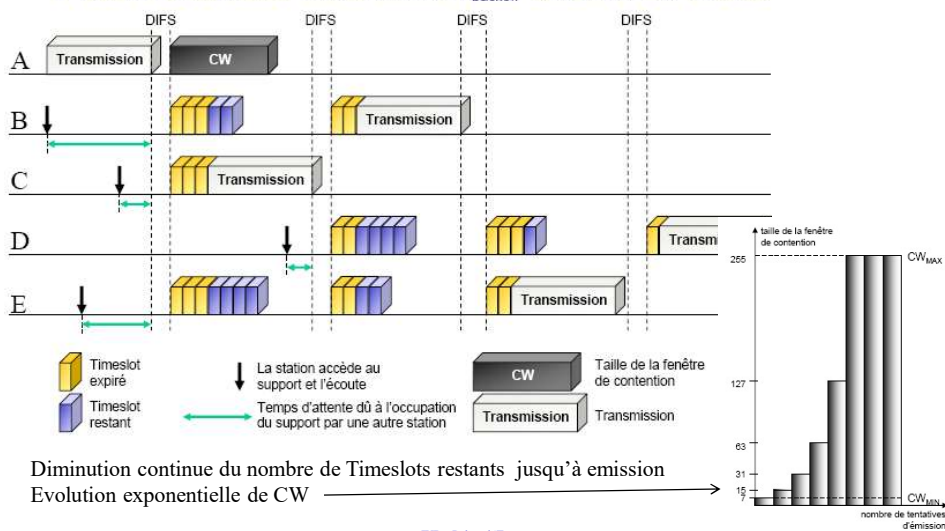 DIFS DIFS DIFS DIFS
A Transmission CW
B Transmission
C Transmission
D Transm
E Transmission
Timeslot
expiré
Timeslot
restant
La station accède au
support et l'écoute
Temps d'attente dû à l'occupation
du support par une autre station
CW
Taille de la fenêtre
de contention
Transmission
Transmission
taille de la fenêtre
de contention
255
CWMAX
127
63
31
15
7
CWMIN
nombre de tentatives
d'émission
Diminution continue du nombre de Timeslots restants jusqu'à emission
Evolution exponentielle de CW